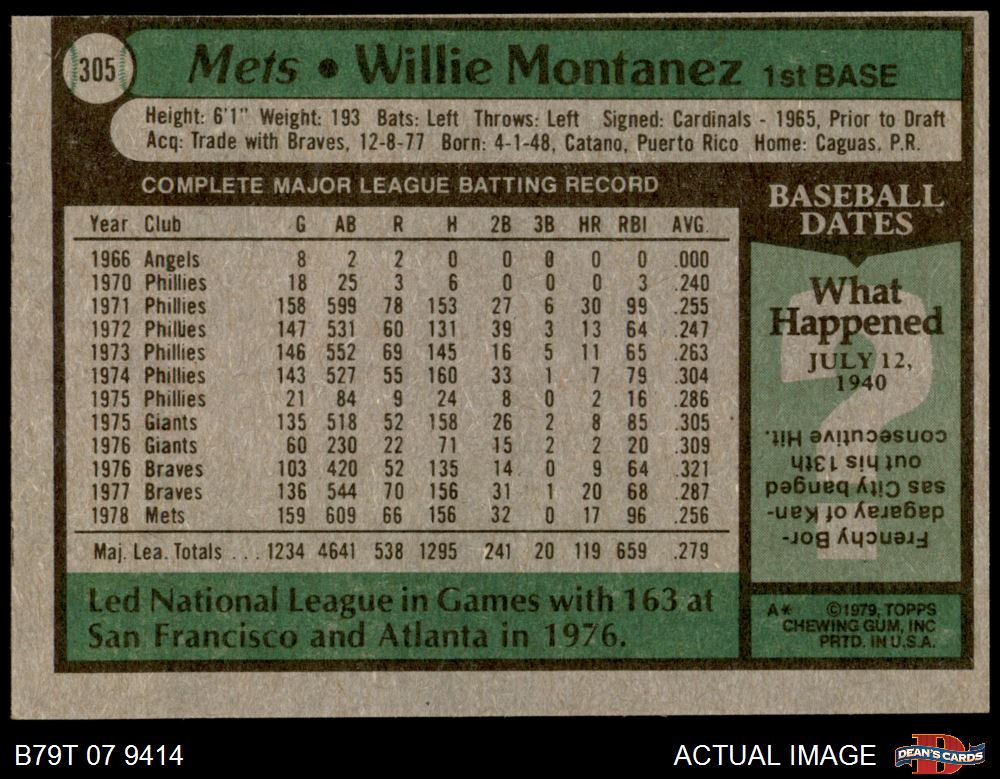 305
Mets • Willie Montanez 1st BASE
Height: 6'1" Weight: 193 Bats: Left Throws: Left Signed: Cardinals - 1965, Prior to Draft
Acq: Trade with Braves, 12-8-77 Born: 4-1-48, Catano, Puerto Rico Home: Caguas, P.R.
COMPLETE MAJOR LEAGUE BATTING RECORD
Year Club G AB R H 2B 3B HR RBI AVG.
1966 Angels 8 2 2 0 0 0 0 0 .000
1970 Phillies 18 25 3 6 0 0 0 3 .240
1971 Phillies 158 599 78 153 27 6 30 99 .255
1972 Phillies 147 531 60 131 39 3 13 64 .247
1973 Phillies 146 552 69 145 16 5 11 65 .263
1974 Phillies 143 527 55 160 33 1 7 79 .304
1975 Phillies 21 84 9 24 8 0 2 16 .286
1975 Giants 135 518 52 158 26 2 8 85 .305
1976 Giants 60 230 22 71 15 2 2 20 .309
1976 Braves 103 420 52 135 14 0 9 64 .321
1977 Braves 136 544 70 156 31 1 20 68 .287
1978 Mets 159 609 66 156 32 0 17 96 .256
Maj. Lea. Totals . . . 1234 4641 538 1295 241 20 119 659 .279
Led National League in Games with 163 at
San Francisco and Atlanta in 1976.
BASEBALL
DATES
What
Happened
JULY 12,
1940
Frenchy Bor-
dagaray of Kan-
sas City banged
out his 13th
consecutive Hit.
A* ©1979, TOPPS
CHEWING GUM, INC
PRTD. IN U.S.A.
B79T 07 9414
ACTUAL IMAGE
D
DEAN'S CARDS